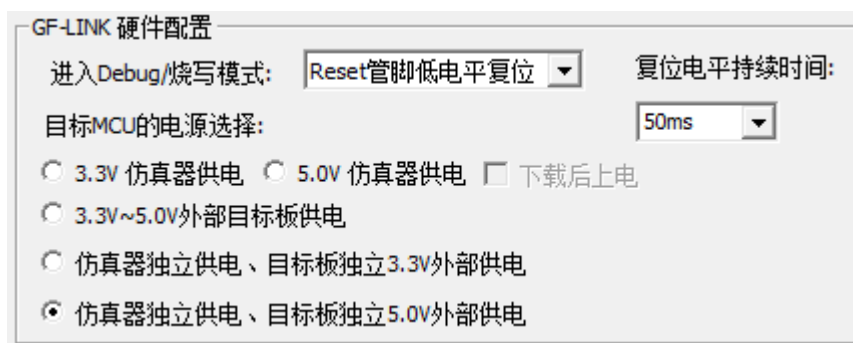 GF-LINK 硬件配置
进入Debug/烧写模式: Reset管脚低电平复位 复位电平持续时间:
目标MCU的电源选择: 50ms
3.3V 仿真器供电 5.0V 仿真器供电 下载后上电
3.3V~5.0V外部目标板供电
仿真器独立供电、目标板独立3.3V外部供电
仿真器独立供电、目标板独立5.0V外部供电